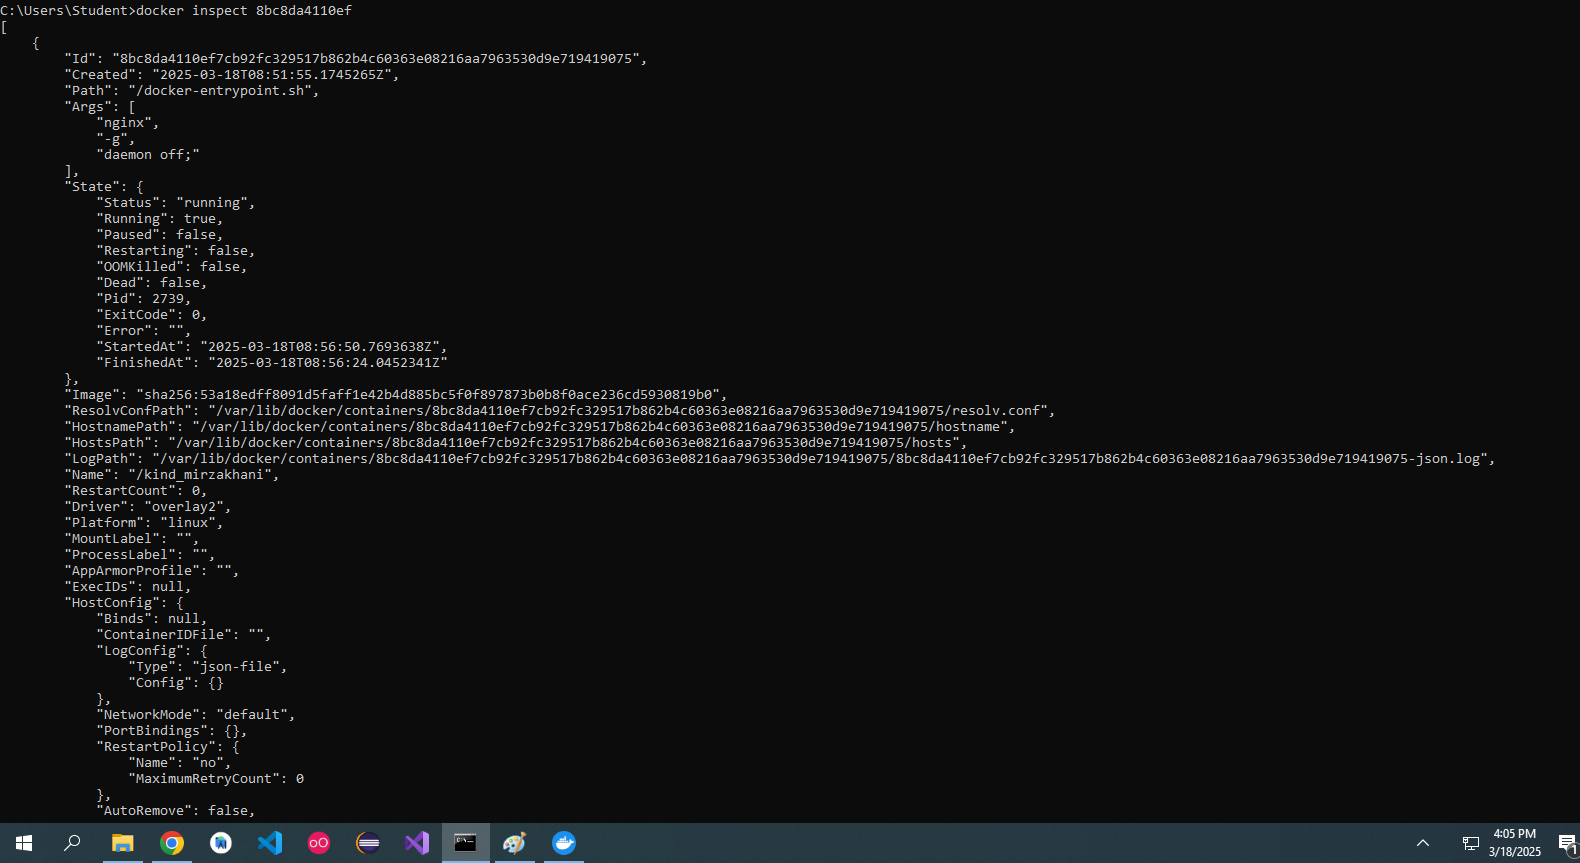 C:\Users\Student>docker inspect 8bc8da4110ef
[
    {
        "Id": "8bc8da4110ef7cb92fc329517b862b4c60363e08216aa7963530d9e719419075",
        "Created": "2025-03-18T08:51:55.1745265Z",
        "Path": "/docker-entrypoint.sh",
        "Args": [
            "nginx",
            "-g",
            "daemon off;"
        ],
        "State": {
            "Status": "running",
            "Running": true,
            "Paused": false,
            "Restarting": false,
            "OOMKilled": false,
            "Dead": false,
            "Pid": 2739,
            "ExitCode": 0,
            "Error": "",
            "StartedAt": "2025-03-18T08:56:50.7693638Z",
            "FinishedAt": "2025-03-18T08:56:24.0452341Z"
        },
        "Image": "sha256:53a18edff8091d5faff1e42b4d885bc5f0f897873b0b8f0ace236cd5930819b0",
        "ResolvConfPath": "/var/lib/docker/containers/8bc8da4110ef7cb92fc329517b862b4c60363e08216aa7963530d9e719419075/resolv.conf",
        "HostnamePath": "/var/lib/docker/containers/8bc8da4110ef7cb92fc329517b862b4c60363e08216aa7963530d9e719419075/hostname",
        "HostsPath": "/var/lib/docker/containers/8bc8da4110ef7cb92fc329517b862b4c60363e08216aa7963530d9e719419075/hosts",
        "LogPath": "/var/lib/docker/containers/8bc8da4110ef7cb92fc329517b862b4c60363e08216aa7963530d9e719419075/8bc8da4110ef7cb92fc329517b862b4c60363e08216aa7963530d9e719419075-json.log",
        "Name": "/kind_mirzakhani",
        "RestartCount": 0,
        "Driver": "overlay2",
        "Platform": "linux",
        "MountLabel": "",
        "ProcessLabel": "",
        "AppArmorProfile": "",
        "ExecIDs": null,
        "HostConfig": {
            "Binds": null,
            "ContainerIDFile": "",
            "LogConfig": {
                "Type": "json-file",
                "Config": {}
            },
            "NetworkMode": "default",
            "PortBindings": {},
            "RestartPolicy": {
                "Name": "no",
                "MaximumRetryCount": 0
            },
            "AutoRemove": false,
4:05 PM
3/18/2025
1